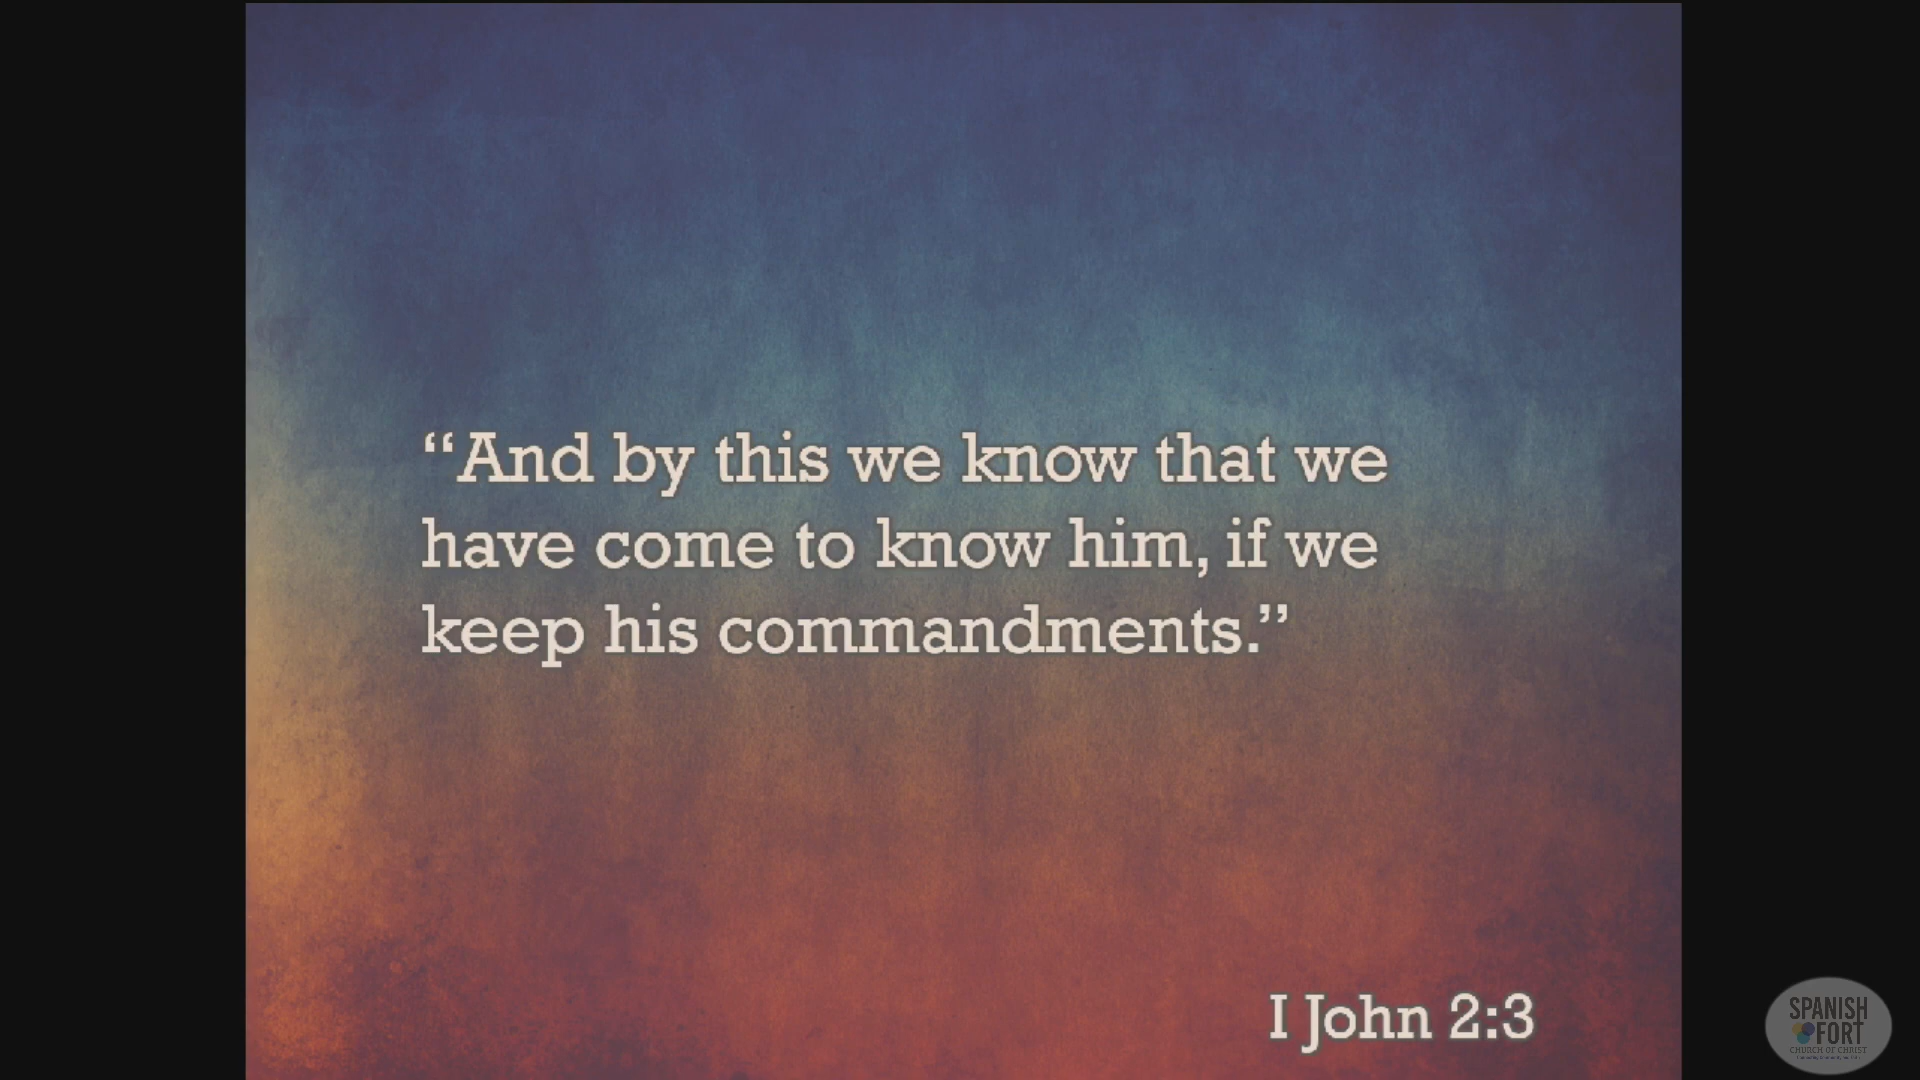 “And by this we know that we
have come to know him, if we
keep his commandments.”
I John 2:3
SPANISH
FORT
CHURCH OF CHRIST